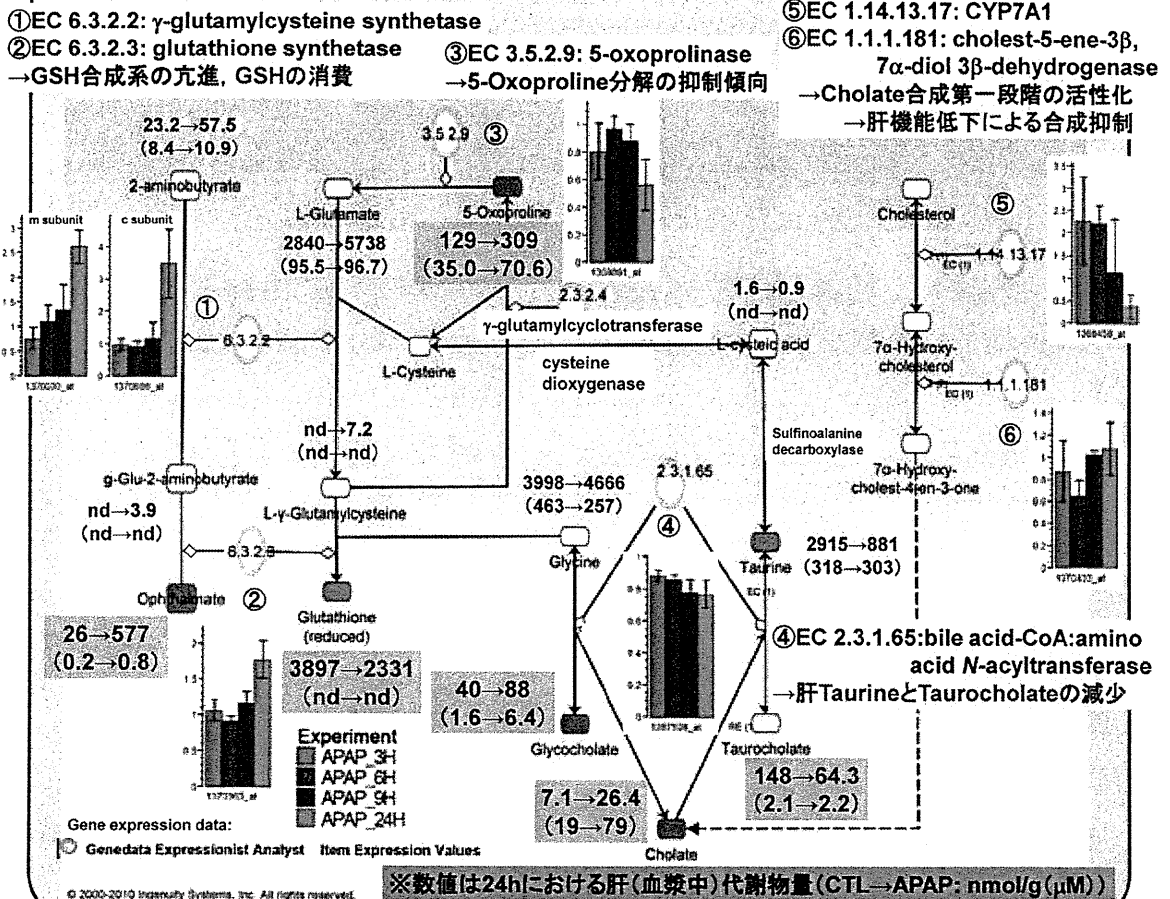 ①EC 6.3.2.2: γ-glutamylcysteine synthetase
②EC 6.3.2.3: glutathione synthetase
→GSH合成系の亢進, GSHの消費
③EC 3.5.2.9: 5-oxoprolinase
→5-Oxoproline分解の抑制傾向
⑤EC 1.14.13.17: CYP7A1
⑥EC 1.1.1.181: cholest-5-ene-3β,
7α-diol 3β-dehydrogenase
→Cholate合成第一段階の活性化
→肝機能低下による合成抑制
23.2→57.5
(8.4→10.9)
2-aminobutyrate
3.5.2.9
③
L-Glutamate
5-Oxoproline
2840→5738
(95.5→96.7)
129→309
(35.0→70.6)
Cholesterol
⑤
EC (1)
1.14.13.17
m subunit
c subunit
①
6.3.2.2
2.3.2.4
γ-glutamylcyclotransferase
1.6→0.9
(nd→nd)
L-cysteic acid
L-Cysteine
cysteine
dioxygenase
7α-Hydroxy-
cholesterol
EC (1)
1.1.1.181
nd→7.2
(nd→nd)
Sulfinoalanine
decarboxylase
⑥
7α-Hydroxy-
cholest-4-en-3-one
g-Glu-2-aminobutyrate
L-γ-Glutamylcysteine
3998→4666
(463→257)
2.3.1.65
④
nd→3.9
(nd→nd)
6.3.2.3
Glycine
Taurine
2915→881
(318→303)
EC (1)
Ophthalmate
②
Glutathione
(reduced)
26→577
(0.2→0.8)
3897→2331
(nd→nd)
40→88
(1.6→6.4)
Glycocholate
④EC 2.3.1.65:bile acid-CoA:amino
acid N-acyltransferase
→肝TaurineとTaurocholateの減少
Taurocholate
148→64.3
(2.1→2.2)
7.1→26.4
(19→79)
Cholate
Experiment
APAP_3H
APAP_6H
APAP_9H
APAP_24H
Gene expression data:
Genedata Expressionist Analyst Item Expression Values
© 2000-2010 Ingenuity Systems, Inc. All rights reserved.
※数値は24hにおける肝(血漿中)代謝物量(CTL→APAP: nmol/g(μM))